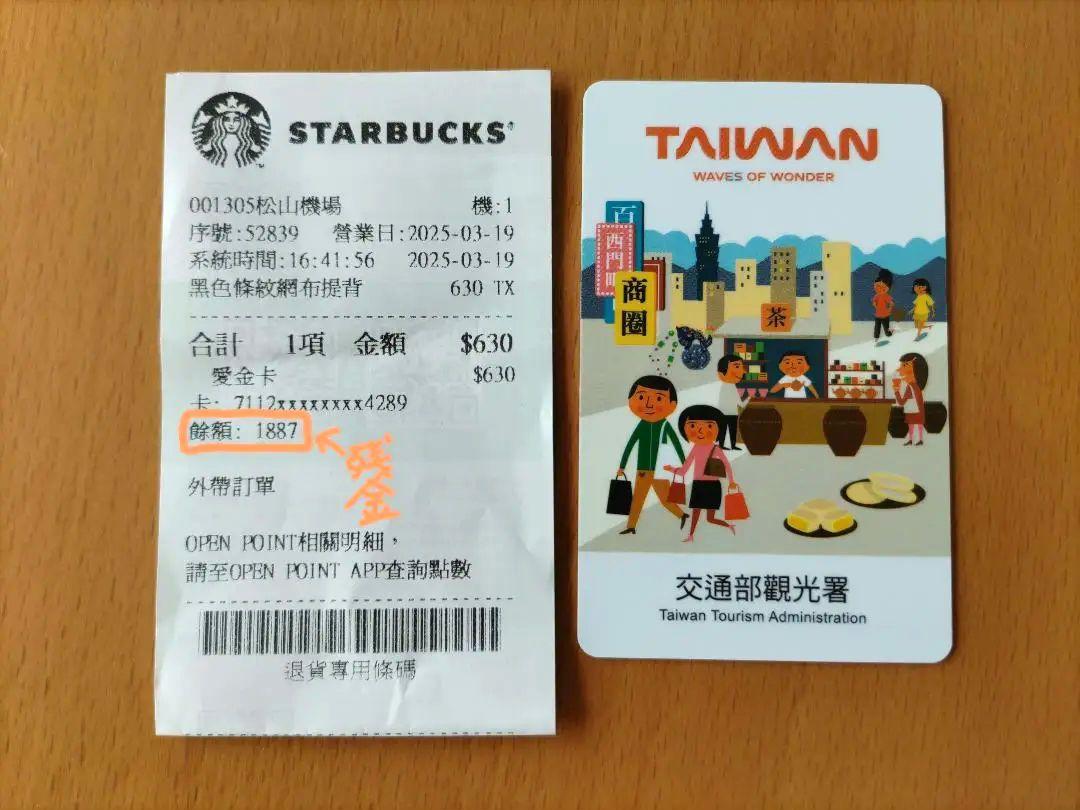 STARBUCKS
001305松山機場 機:1
序號:52839 營業日:2025-03-19
系統時間:16:41:56 2025-03-19
黑色條紋網布提背 630 TX
合計 1項 金額 $630
愛金卡 $630
卡: 7112xxxxxxxx4289
餘額: 1887
残金
外帶訂單
OPEN POINT相關明細,
請至OPEN POINT APP查詢點數
退貨專用條碼
TAIWAN
WAVES OF WONDER
百
西門町
商圈
茶
交通部觀光署
Taiwan Tourism Administration